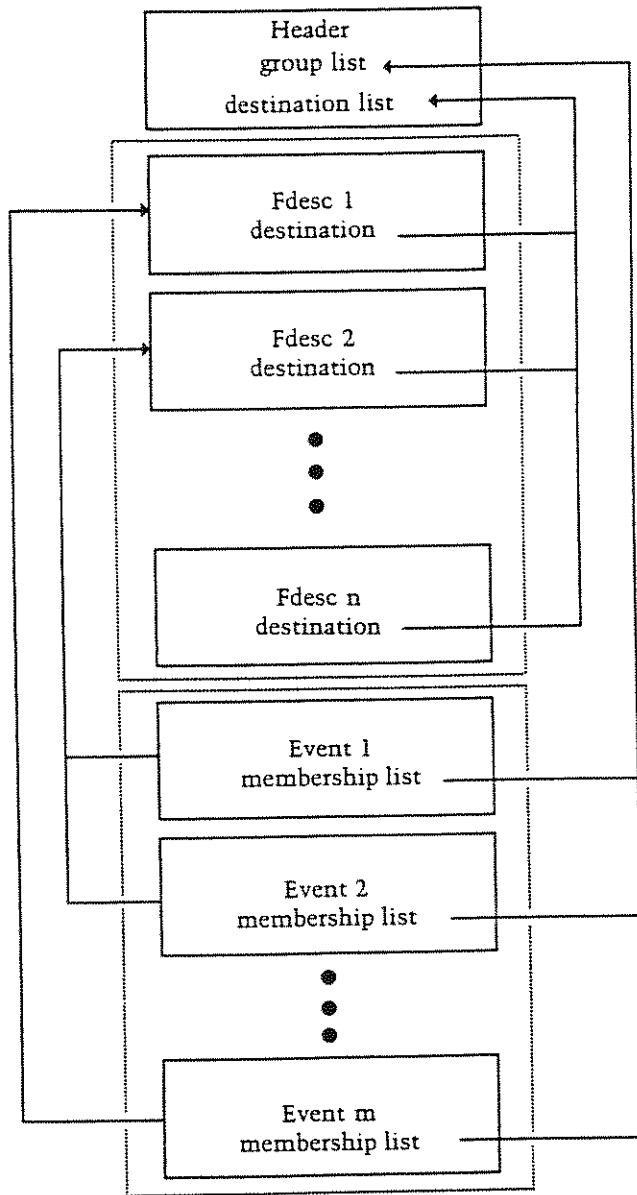 Header
group list
destination list
Fdesc 1
destination
Fdesc 2
destination
Fdesc n
destination
Event 1
membership list
Event 2
membership list
Event m
membership list